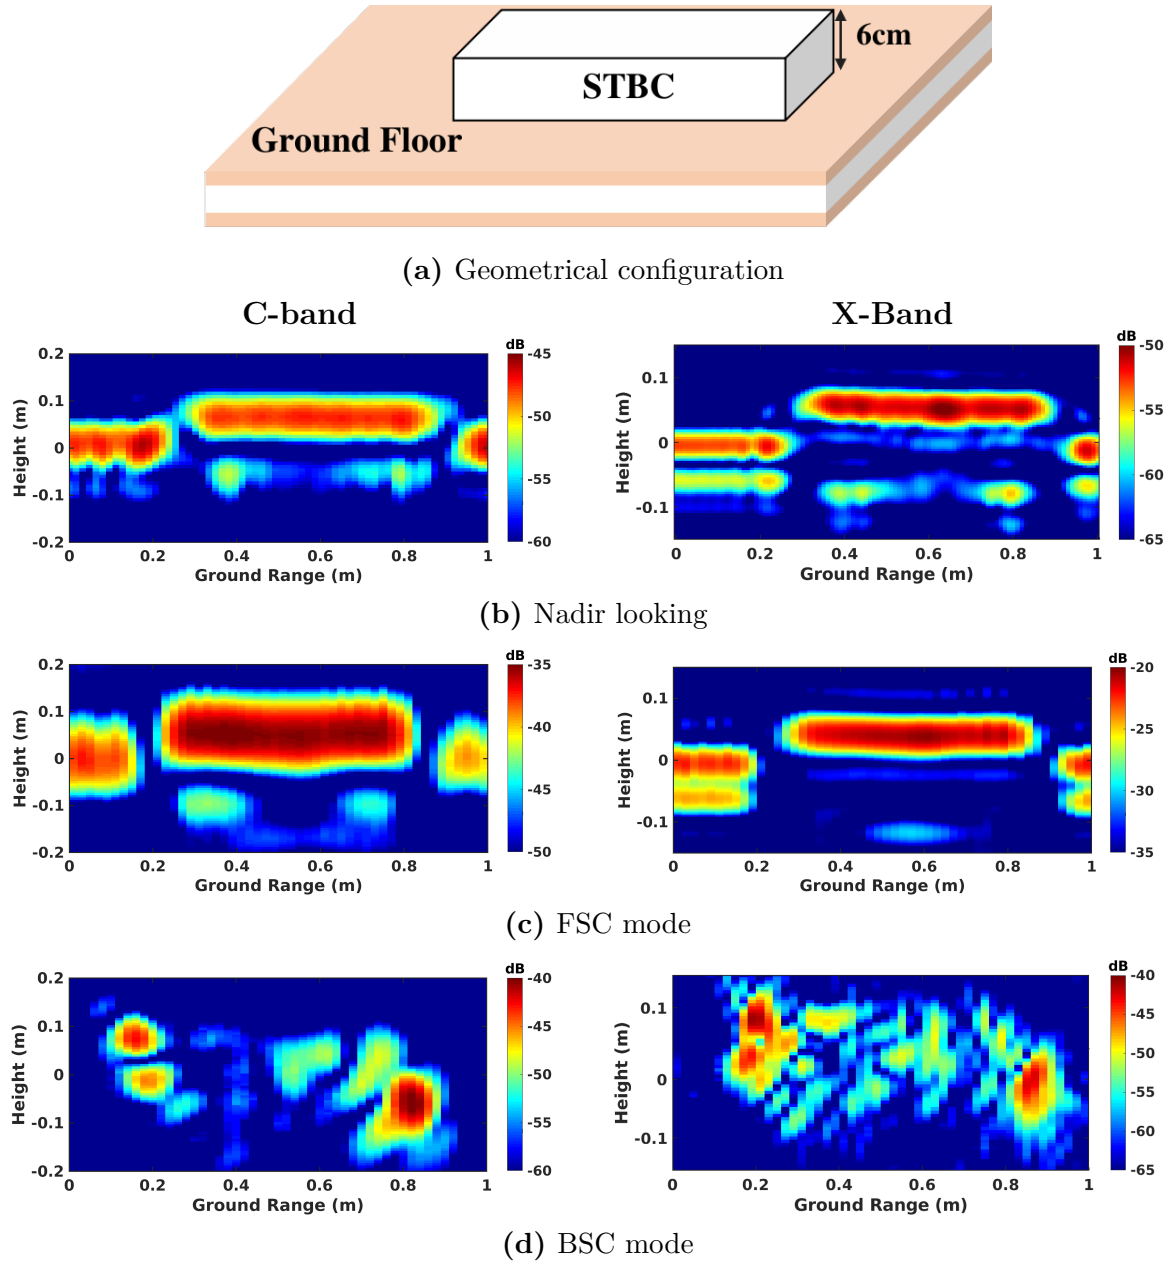 6cm
STBC
Ground Floor
(a) Geometrical configuration
C-band
X-Band
dB
-45
-50
-55
-60
0.2
0.1
0
-0.1
-0.2
Height (m)
0 0.2 0.4 0.6 0.8 1
Ground Range (m)
dB
-50
-55
-60
-65
0.1
0
-0.1
Height (m)
0 0.2 0.4 0.6 0.8 1
Ground Range (m)
(b) Nadir looking
dB
-35
-40
-45
-50
0.2
0.1
0
-0.1
-0.2
Height (m)
0 0.2 0.4 0.6 0.8 1
Ground Range (m)
dB
-20
-25
-30
-35
0.1
0
-0.1
Height (m)
0 0.2 0.4 0.6 0.8 1
Ground Range (m)
(c) FSC mode
dB
-40
-45
-50
-55
-60
0.2
0.1
0
-0.1
-0.2
Height (m)
0 0.2 0.4 0.6 0.8 1
Ground Range (m)
dB
-40
-45
-50
-55
-60
-65
0.1
0
-0.1
Height (m)
0 0.2 0.4 0.6 0.8 1
Ground Range (m)
(d) BSC mode